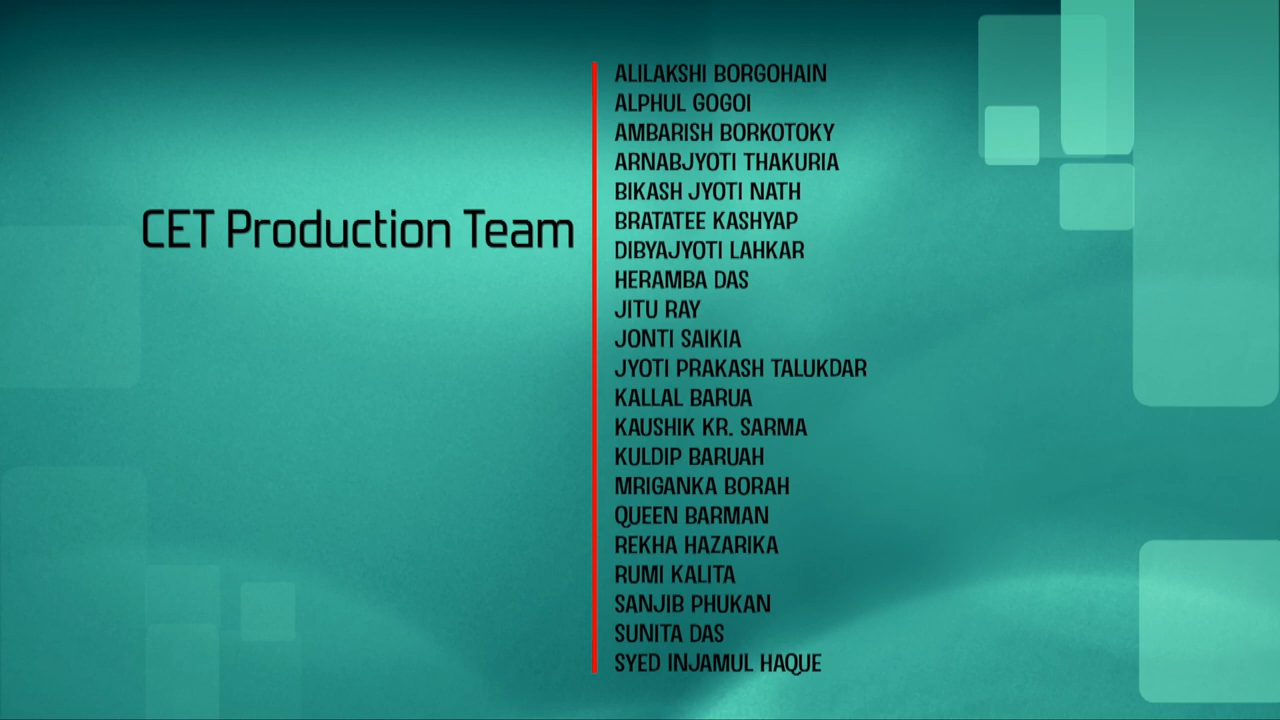 CET Production Team
ALILAKSHI BORGOHAIN
ALPHUL GOGOI
AMBARISH BORKOTOKY
ARNABJYOTI THAKURIA
BIKASH JYOTI NATH
BRATATEE KASHYAP
DIBYAJYOTI LAHKAR
HERAMBA DAS
JITU RAY
JONTI SAIKIA
JYOTI PRAKASH TALUKDAR
KALLAL BARUA
KAUSHIK KR. SARMA
KULDIP BARUAH
MRIGANKA BORAH
QUEEN BARMAN
REKHA HAZARIKA
RUMI KALITA
SANJIB PHUKAN
SUNITA DAS
SYED INJAMUL HAQUE